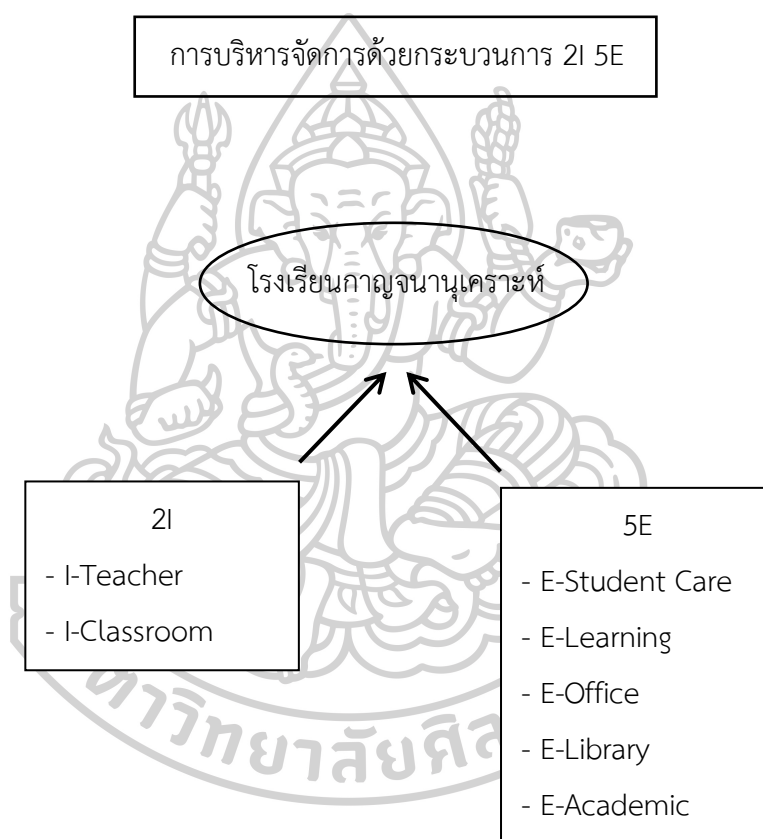 การบริหารจัดการด้วยกระบวนการ 2I 5E
โรงเรียนกาญจนานุเคราะห์
2I
- I-Teacher
- I-Classroom
5E
- E-Student Care
- E-Learning
- E-Office
- E-Library
- E-Academic